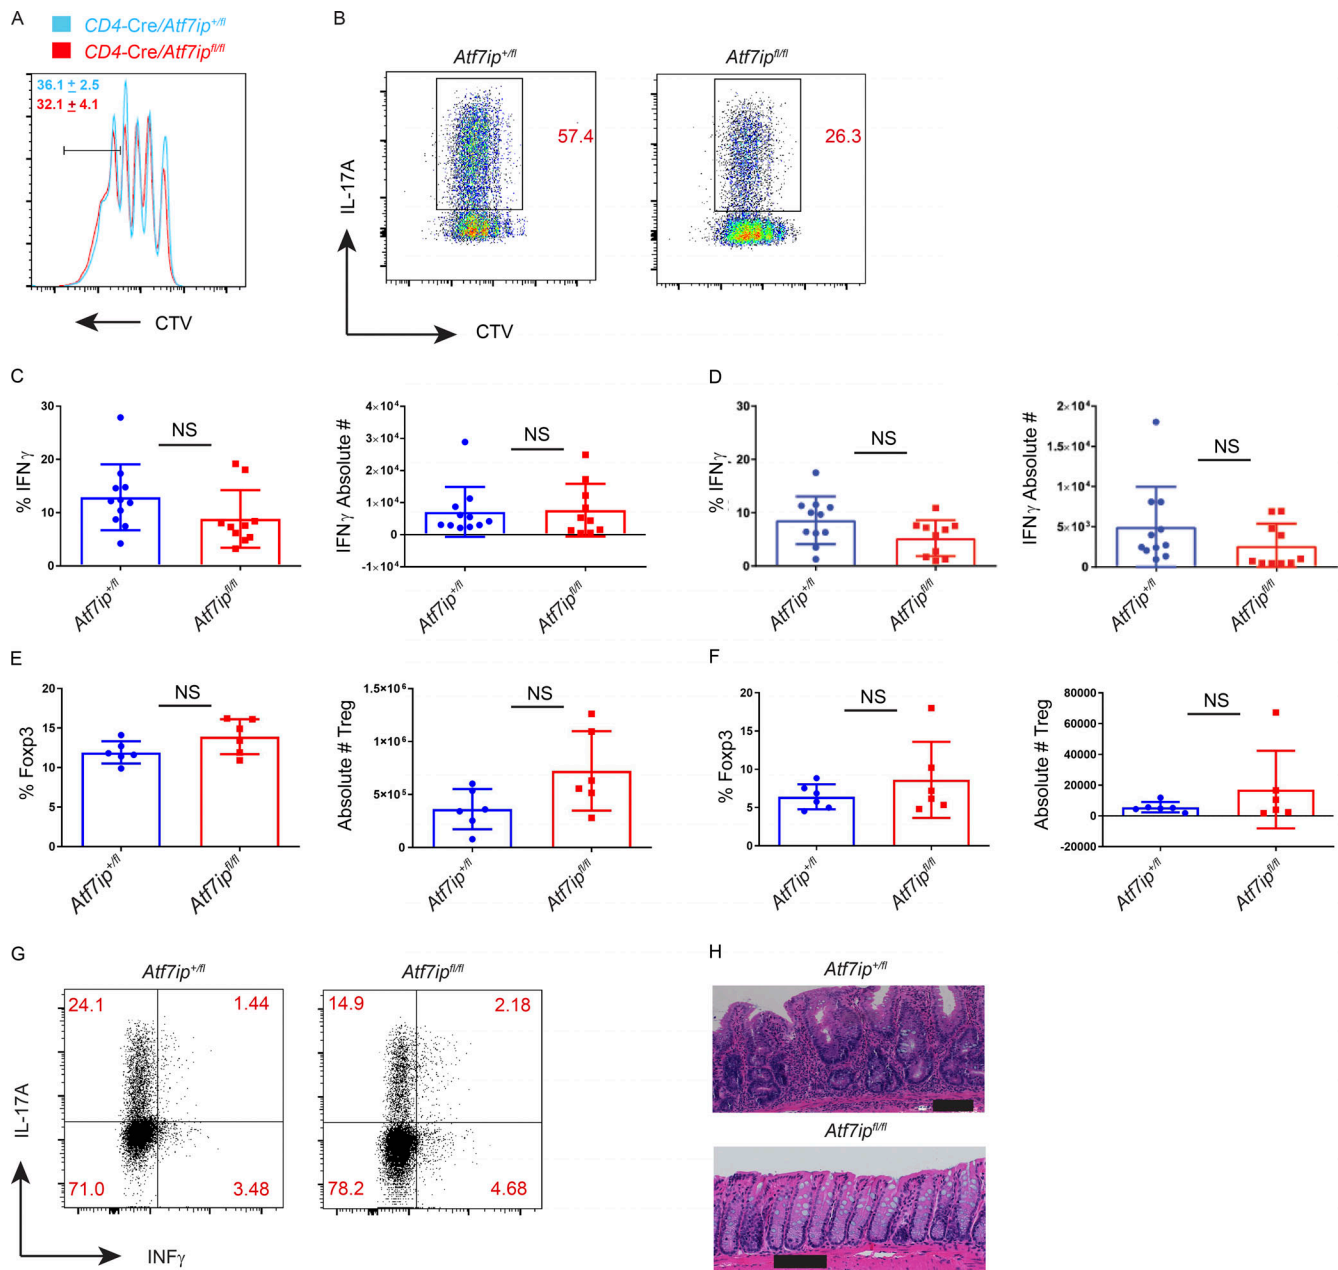 A
CD4-Cre/Atf7ip+/fl
CD4-Cre/Atf7ipfl/fl
36.1 ± 2.5
32.1 ± 4.1
CTV
B
Atf7ip+/fl
Atf7ipfl/fl
57.4
26.3
IL-17A
CTV
C
% IFNγ
30
20
10
0
NS
Atf7ip+/fl
Atf7ipfl/fl
IFNγ Absolute #
4×10⁴
3×10⁴
2×10⁴
1×10⁴
0
-1×10⁴
NS
Atf7ip+/fl
Atf7ipfl/fl
D
% IFNγ
30
20
10
0
NS
Atf7ip+/fl
Atf7ipfl/fl
IFNγ Absolute #
2×10⁴
1×10⁴
5×10³
0
NS
Atf7ip+/fl
Atf7ipfl/fl
E
% Foxp3
20
15
10
5
0
NS
Atf7ip+/fl
Atf7ipfl/fl
Absolute # Treg
1.5×10⁶
1×10⁶
5×10⁵
0
NS
Atf7ip+/fl
Atf7ipfl/fl
F
% Foxp3
20
15
10
5
0
NS
Atf7ip+/fl
Atf7ipfl/fl
Absolute # Treg
80000
60000
40000
20000
0
-20000
NS
Atf7ip+/fl
Atf7ipfl/fl
G
Atf7ip+/fl
Atf7ipfl/fl
24.1
1.44
71.0
3.48
14.9
2.18
78.2
4.68
IL-17A
INFγ
H
Atf7ip+/fl
Atf7ipfl/fl